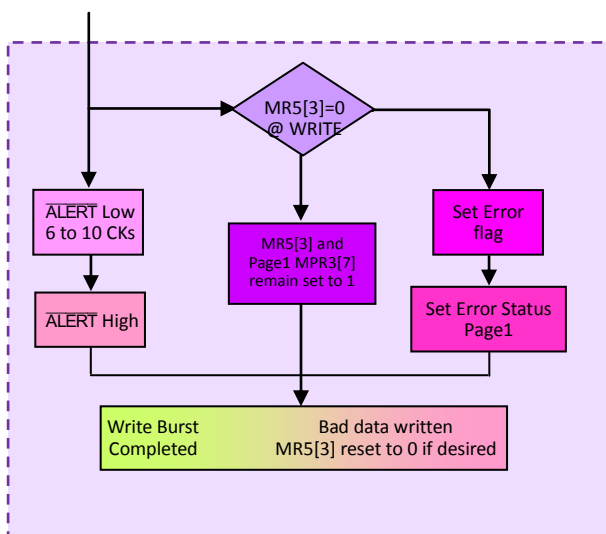 MR5[3]=0
@ WRITE
A̅L̅E̅R̅T̅ Low
6 to 10 CKs
MR5[3] and
Page1 MPR3[7]
remain set to 1
Set Error
flag
A̅L̅E̅R̅T̅ High
Set Error Status
Page1
Write Burst
Completed
Bad data written
MR5[3] reset to 0 if desired